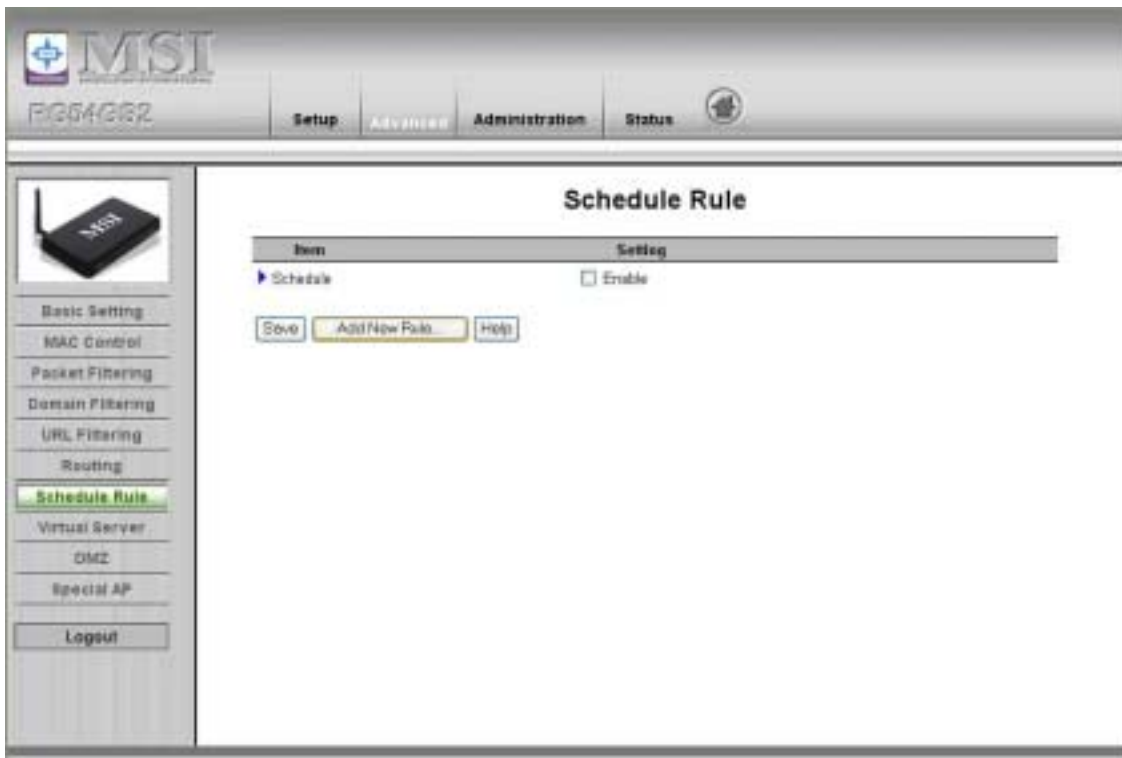 MSI
RG54GS2
Setup
Advanced
Administration
Status
MSI
Basic Setting
MAC Control
Packet Filtering
Domain Filtering
URL Filtering
Routing
Schedule Rule
Virtual Server
DMZ
Special AP
Logout
Schedule Rule
Item Setting
Schedule Enable
Save Add New Rule... Help